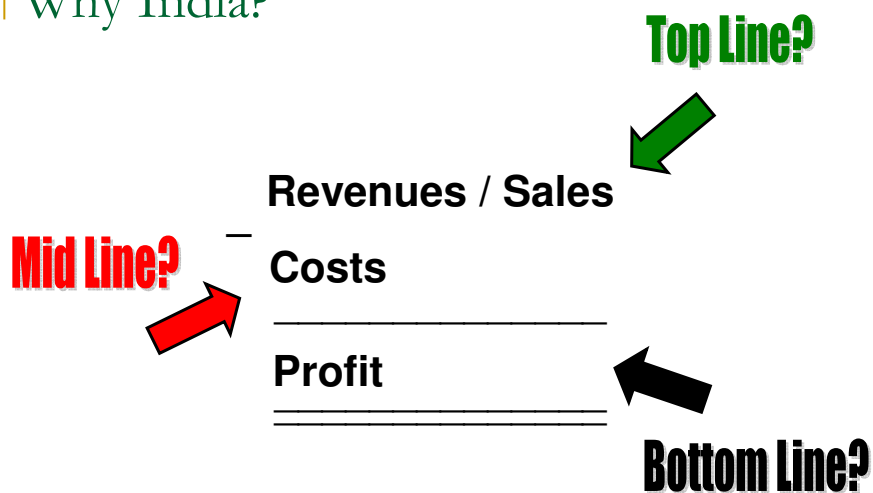 Why India?
Top Line?
Revenues / Sales
–
Mid Line?
Costs
Profit
Bottom Line?